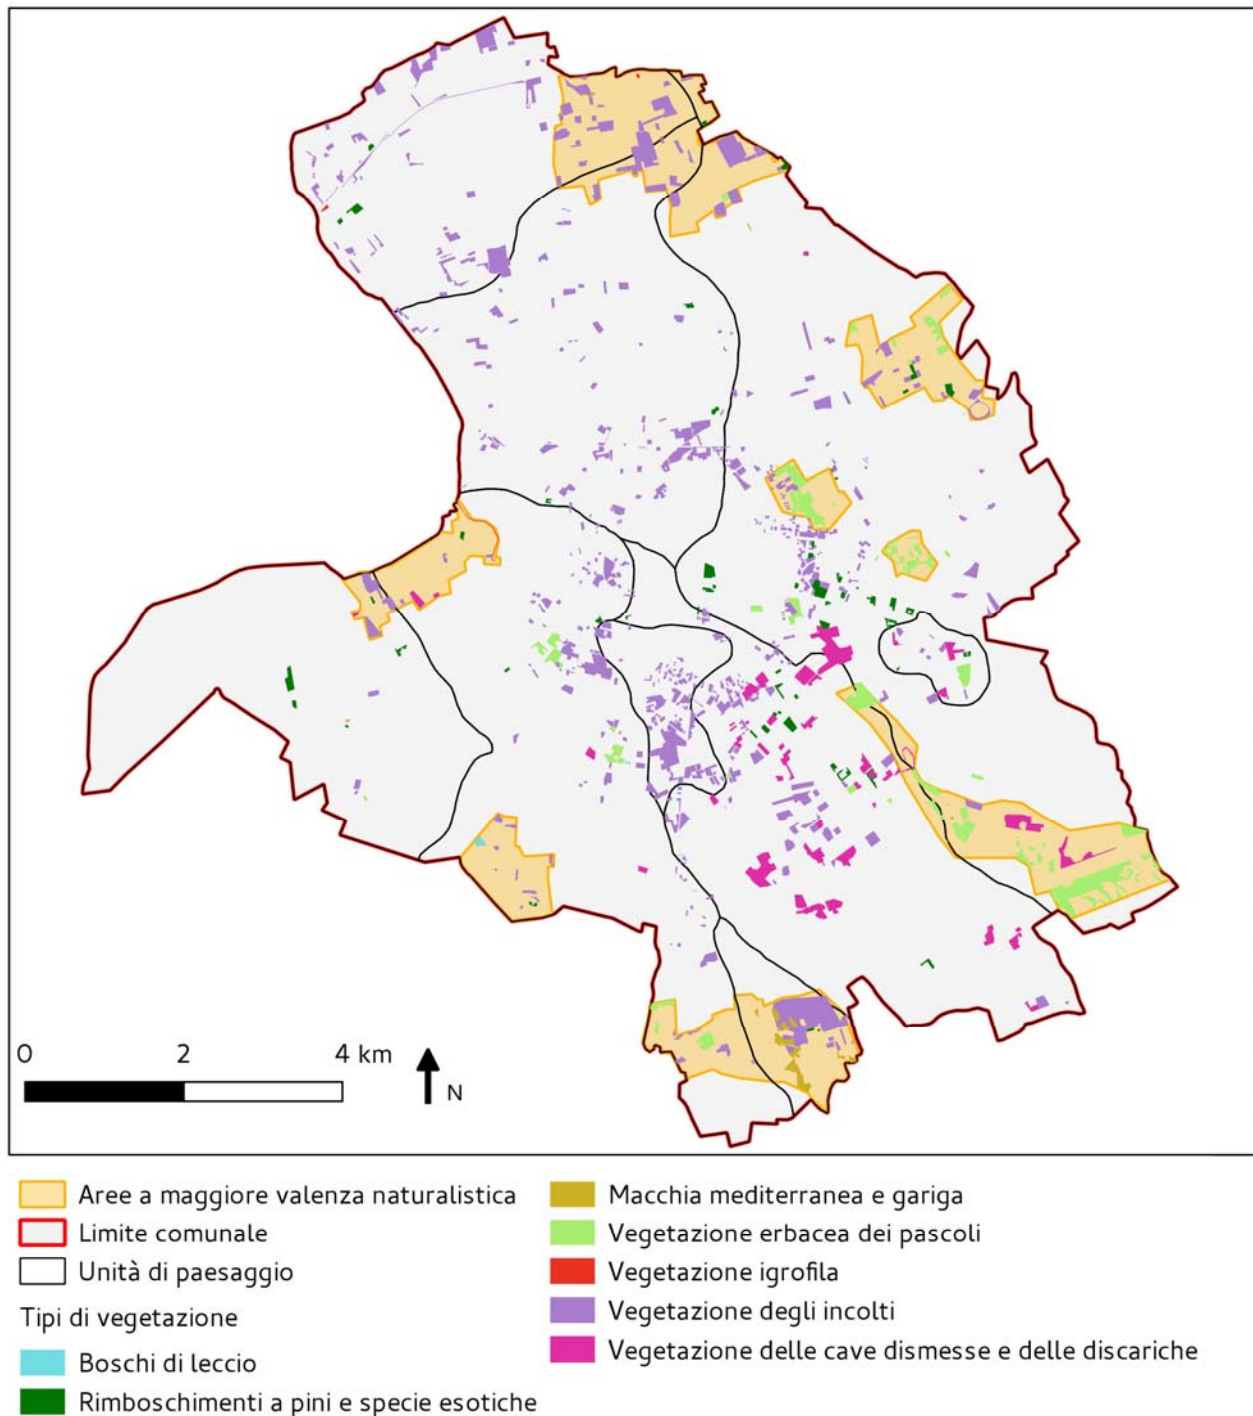 0 2 4 km
N
Aree a maggiore valenza naturalistica
Limite comunale
Unità di paesaggio
Tipi di vegetazione
Boschi di leccio
Rimboschimenti a pini e specie esotiche
Macchia mediterranea e gariga
Vegetazione erbacea dei pascoli
Vegetazione igrofila
Vegetazione degli incolti
Vegetazione delle cave dismesse e delle discariche